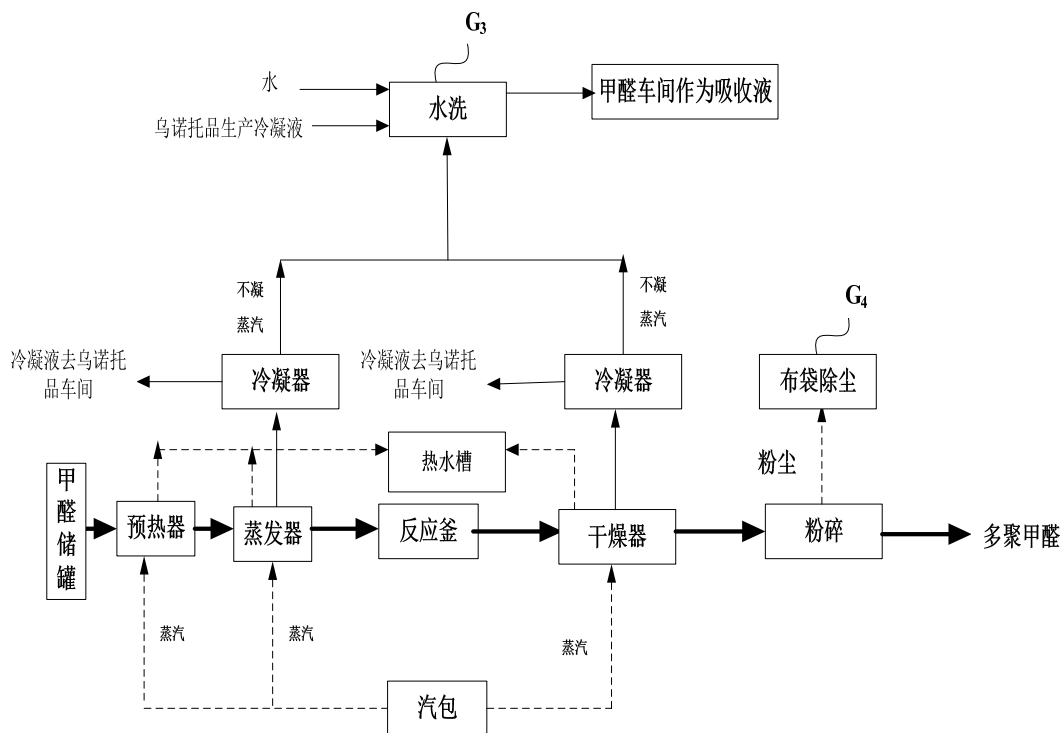 G3
水
水洗
甲醛车间作为吸收液
乌诺托品生产冷凝液
不凝
蒸汽
不凝
蒸汽
G4
冷凝液去乌诺托
品车间
冷凝器
冷凝液去乌诺托
品车间
冷凝器
布袋除尘
热水槽
粉尘
甲醛储罐
预热器
蒸发器
反应釜
干燥器
粉碎
多聚甲醛
蒸汽
蒸汽
蒸汽
汽包